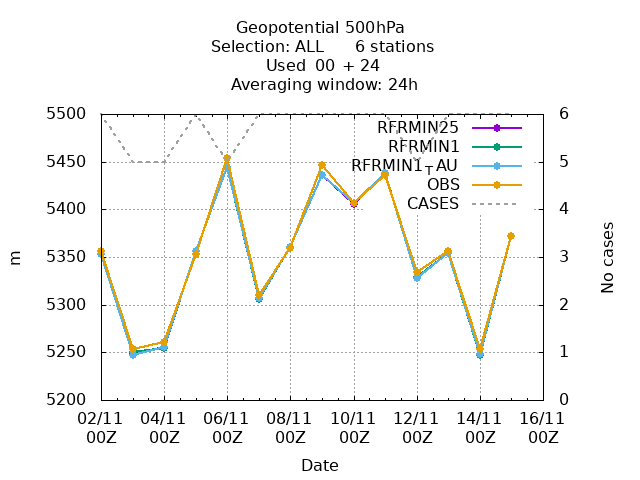 Geopotential 500hPa
Selection: ALL 6 stations
Used 00 + 24
Averaging window: 24h
5500
5450
5400
5350
5300
5250
5200
m
RFRMIN25
RFRMIN1
RFRMIN1_TAU
OBS
CASES
6
5
4
3
2
1
0
No cases
02/11 04/11 06/11 08/11 10/11 12/11 14/11 16/11
00Z 00Z 00Z 00Z 00Z 00Z 00Z 00Z
Date